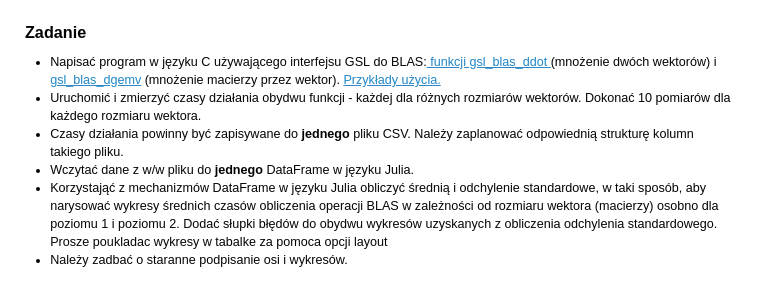 Zadanie
Napisać program w języku C używającego interfejsu GSL do BLAS: funkcji gsl_blas_ddot (mnożenie dwóch wektorów) i
gsl_blas_dgemv (mnożenie macierzy przez wektor). Przykłady użycia.
Uruchomić i zmierzyć czasy działania obydwu funkcji - każdej dla różnych rozmiarów wektorów. Dokonać 10 pomiarów dla
każdego rozmiaru wektora.
Czasy działania powinny być zapisywane do jednego pliku CSV. Należy zaplanować odpowiednią strukturę kolumn
takiego pliku.
Wczytać dane z w/w pliku do jednego DataFrame w języku Julia.
Korzystająź z mechanizmów DataFrame w języku Julia obliczyć średnią i odchylenie standardowe, w taki sposób, aby
narysować wykresy średnich czasów obliczenia operacji BLAS w zależności od rozmiaru wektora (macierzy) osobno dla
poziomu 1 i poziomu 2. Dodać słupki błędów do obydwu wykresów uzyskanych z obliczenia odchylenia standardowego.
Prosze poukladac wykresy w tabalke za pomoca opcji layout
Należy zadbać o staranne podpisanie osi i wykresów.